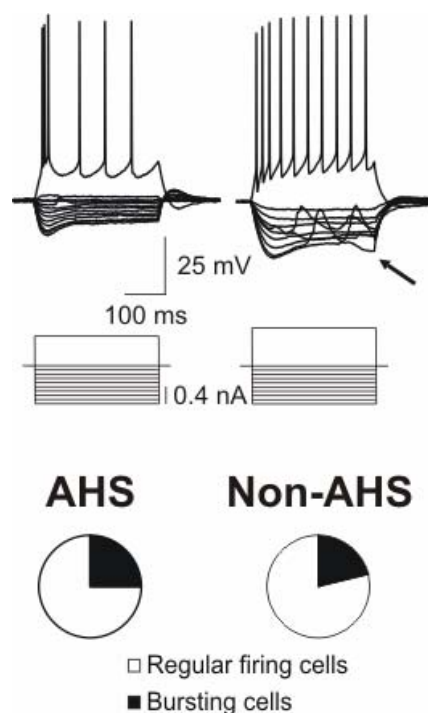 25 mV
100 ms
0.4 nA
AHS Non-AHS
Regular firing cells
Bursting cells